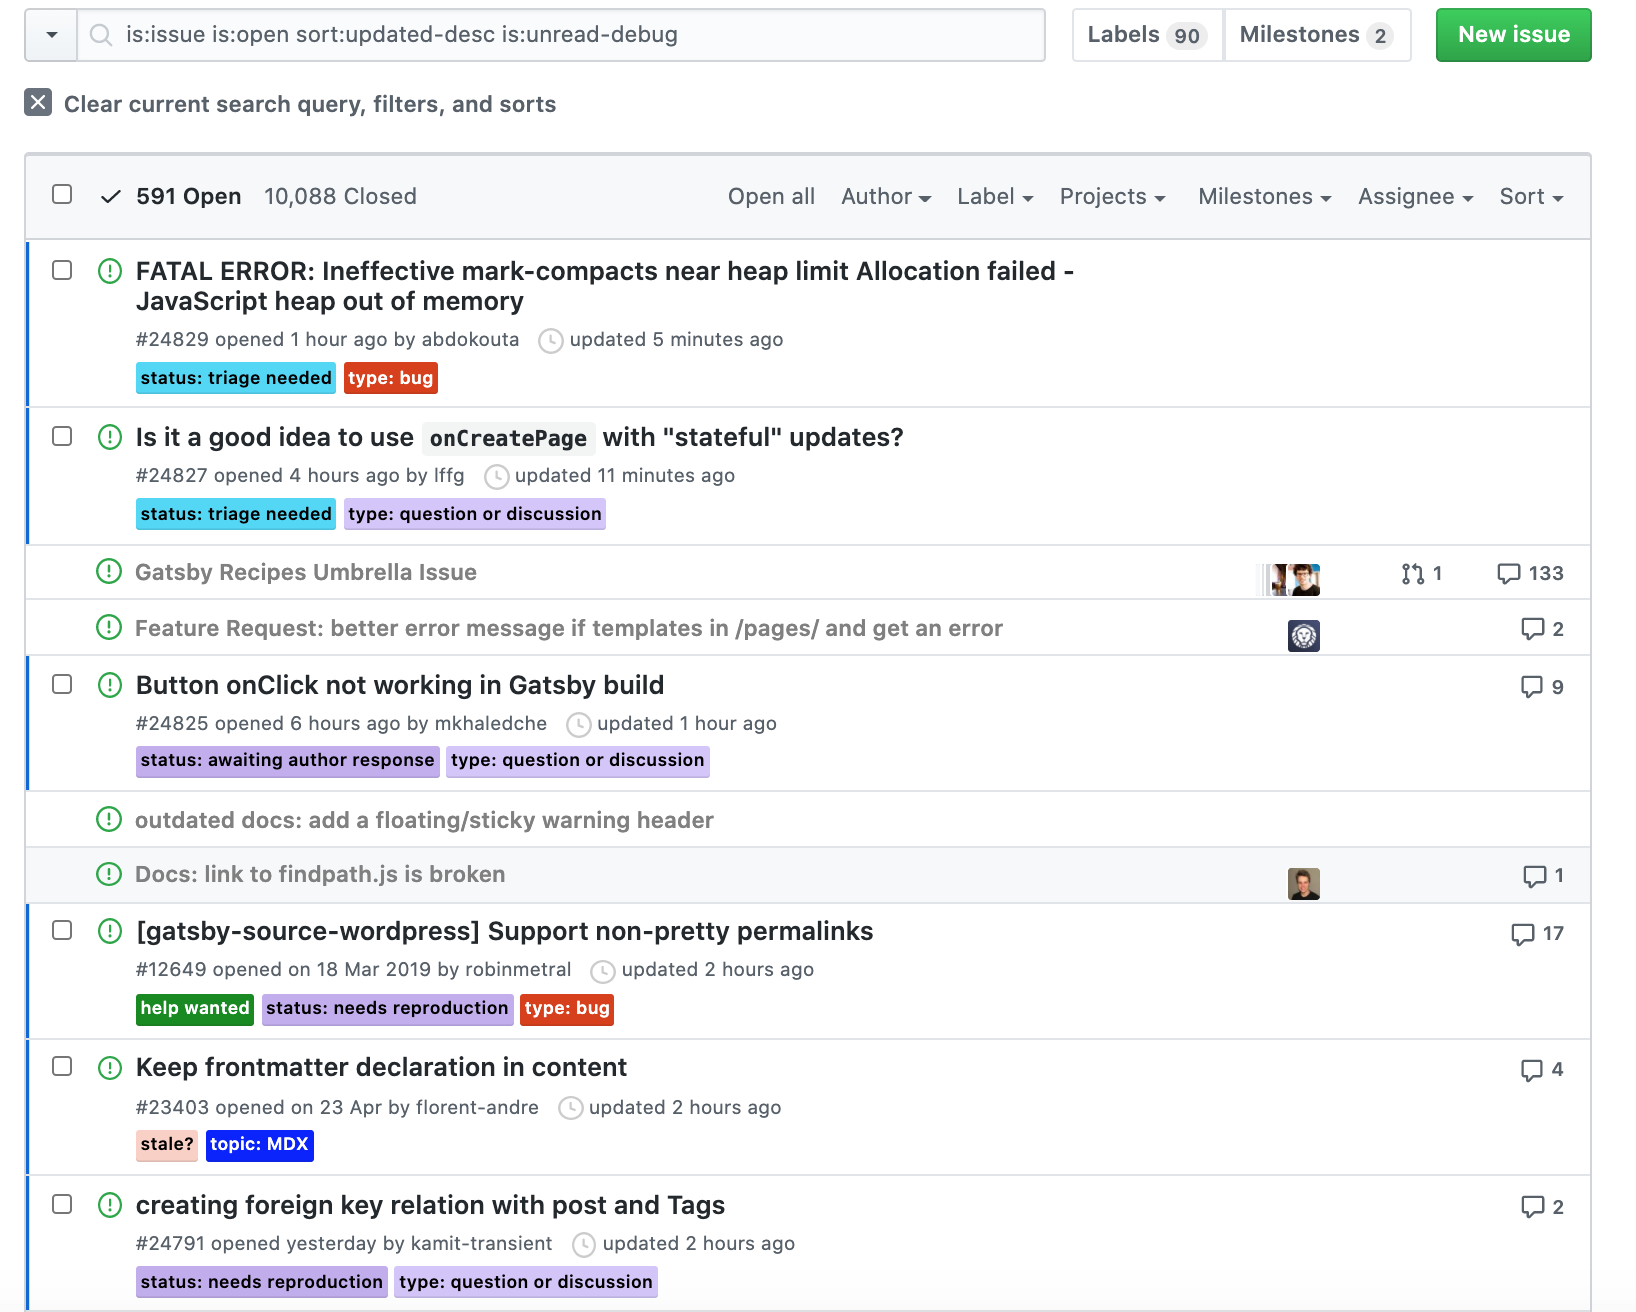 is:issue is:open sort:updated-desc is:unread-debug
Labels 90
Milestones 2
New issue
Clear current search query, filters, and sorts
591 Open 10,088 Closed
Open all Author Label Projects Milestones Assignee Sort
FATAL ERROR: Ineffective mark-compacts near heap limit Allocation failed -
JavaScript heap out of memory
#24829 opened 1 hour ago by abdokouta updated 5 minutes ago
status: triage needed type: bug
Is it a good idea to use onCreatePage with "stateful" updates?
#24827 opened 4 hours ago by lffg updated 11 minutes ago
status: triage needed type: question or discussion
Gatsby Recipes Umbrella Issue 1 133
Feature Request: better error message if templates in /pages/ and get an error 2
Button onClick not working in Gatsby build 9
#24825 opened 6 hours ago by mkhaledche updated 1 hour ago
status: awaiting author response type: question or discussion
outdated docs: add a floating/sticky warning header
Docs: link to findpath.js is broken 1
[gatsby-source-wordpress] Support non-pretty permalinks 17
#12649 opened on 18 Mar 2019 by robinmetral updated 2 hours ago
help wanted status: needs reproduction type: bug
Keep frontmatter declaration in content 4
#23403 opened on 23 Apr by florent-andre updated 2 hours ago
stale? topic: MDX
creating foreign key relation with post and Tags 2
#24791 opened yesterday by kamit-transient updated 2 hours ago
status: needs reproduction type: question or discussion